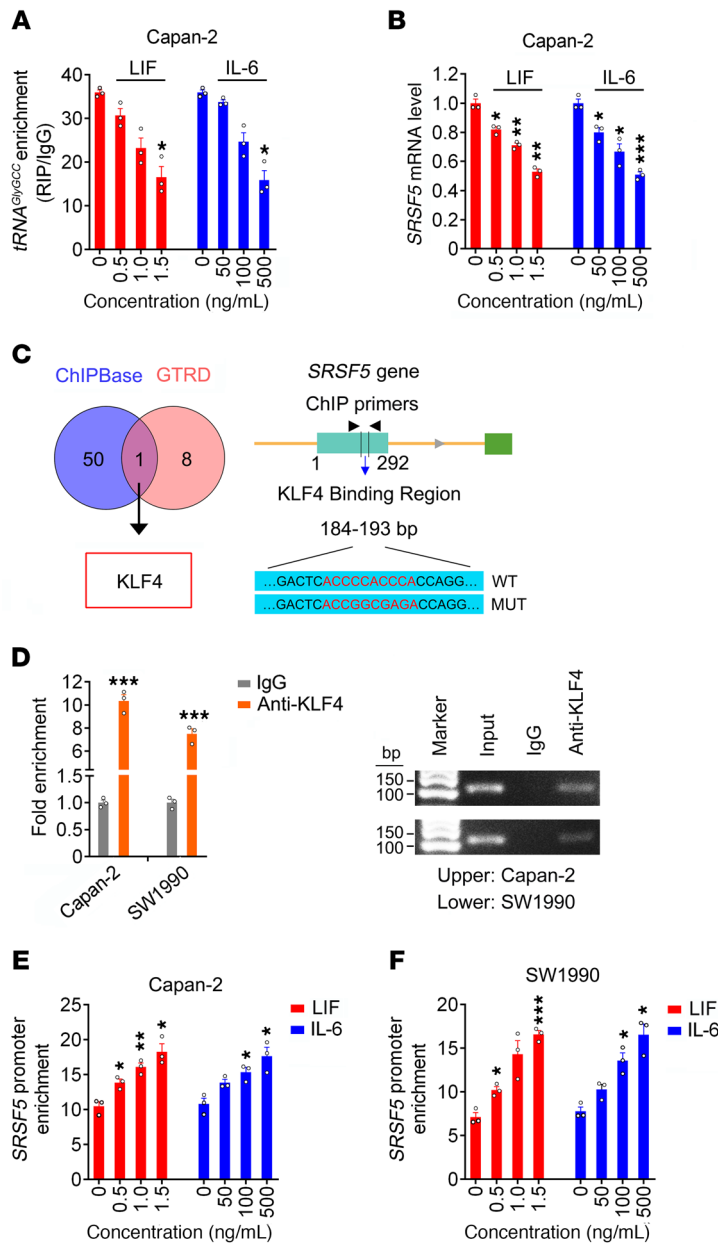 A
Capan-2
LIF
IL-6
tRNA^GlyGCC enrichment
(RIP/IgG)
40
30
20
10
0
*
*
0
0.5
1.0
1.5
0
50
100
500
Concentration (ng/mL)
B
Capan-2
LIF
IL-6
SRSF5 mRNA level
1.2
1.0
0.8
0.6
0.4
0.2
0
*
**
**
*
*
***
0
0.5
1.0
1.5
0
50
100
500
Concentration (ng/mL)
C
ChIPBase GTRD
50 1 8
KLF4
SRSF5 gene
ChIP primers
1 292
KLF4 Binding Region
184-193 bp
...GACTCACCCCACCCACCAGG... WT
...GACTCACCGGCGAGACCAGG... MUT
D
Fold enrichment
12
10
8
6
4
1.5
1.0
0.5
0
***
***
Capan-2
SW1990
IgG
Anti-KLF4
bp
Marker
Input
IgG
Anti-KLF4
150
100
150
100
Upper: Capan-2
Lower: SW1990
E
Capan-2
LIF
IL-6
SRSF5 promoter
enrichment
25
20
15
10
5
0
*
**
*
*
*
0
0.5
1.0
1.5
0
50
100
500
Concentration (ng/mL)
F
SW1990
LIF
IL-6
SRSF5 promoter
enrichment
20
15
10
5
0
*
***
*
*
0
0.5
1.0
1.5
0
50
100
500
Concentration (ng/mL)